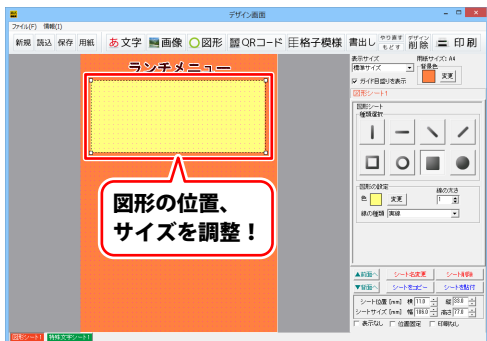 デザイン画面
ファイル(F) 情報(I)
新規 読込 保存 用紙 あ文字 画像 図形 QRコード 格子模様 書出し やり直す もどす デザイン 削除 印刷
表示サイズ 用紙サイズ: A4
標準サイズ 背景色
変更
ガイド目盛りを表示
図形シート1
図形シート
種類選択
図形の設定
色 変更 線の太さ
1
線の種類 実線
▲前面へ シート名変更 シート削除
▼背面へ シートをコピー シートを貼付
シート位置 [mm] 横 縦
シートサイズ [mm] 幅 高さ
表示なし 位置固定 印刷なし
ランチメニュー
図形の位置、
サイズを調整！
図形シート1 特殊文字シート1